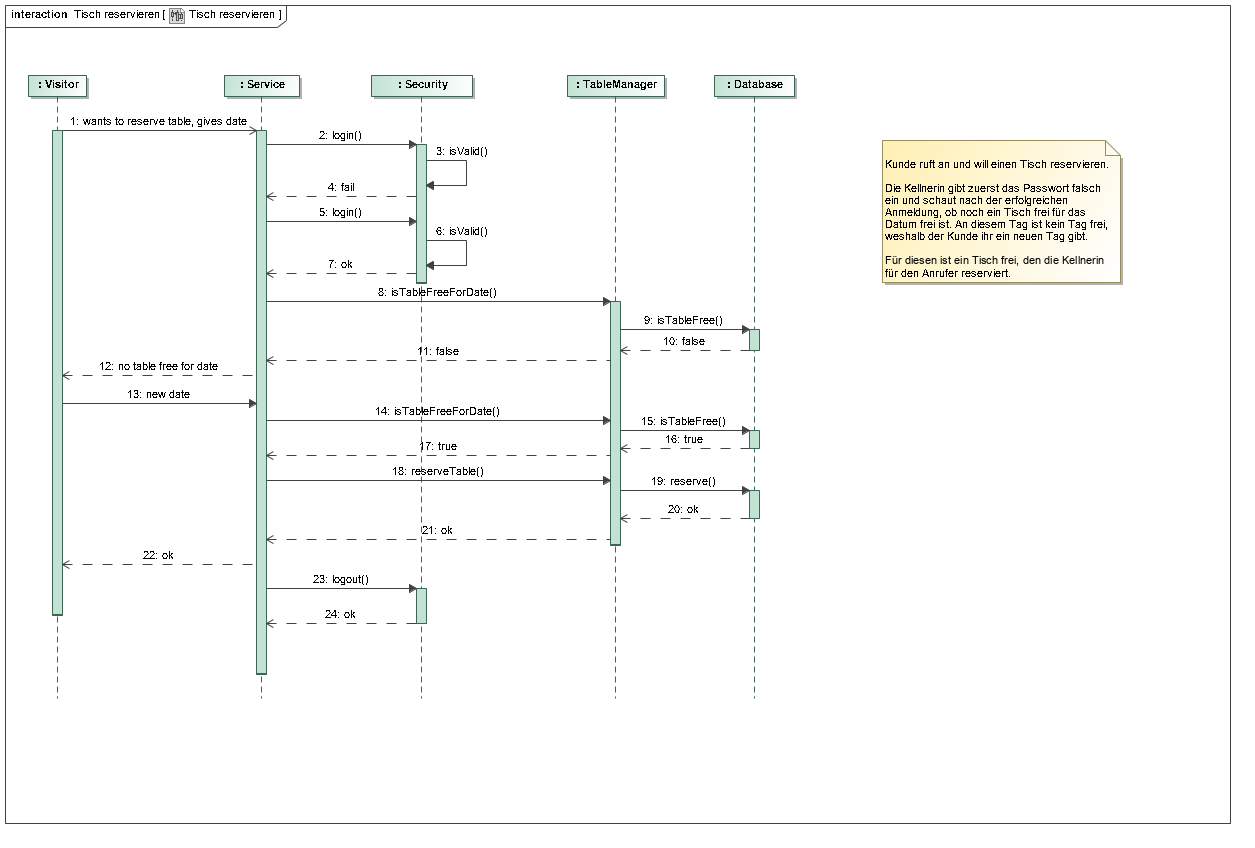 interaction Tisch reservieren [ Tisch reservieren ]
: Visitor
: Service
: Security
: TableManager
: Database
1: wants to reserve table, gives date
2: login()
3: isValid()
4: fail
5: login()
6: isValid()
7: ok
8: isTableFreeForDate()
9: isTableFree()
10: false
11: false
12: no table free for date
13: new date
14: isTableFreeForDate()
15: isTableFree()
16: true
17: true
18: reserveTable()
19: reserve()
20: ok
21: ok
22: ok
23: logout()
24: ok
Kunde ruft an und will einen Tisch reservieren.
Die Kellnerin gibt zuerst das Passwort falsch
ein und schaut nach der erfolgreichen
Anmeldung, ob noch ein Tisch frei für das
Datum frei ist. An diesem Tag ist kein Tag frei,
weshalb der Kunde ihr ein neuen Tag gibt.
Für diesen ist ein Tisch frei, den die Kellnerin
für den Anrufer reserviert.